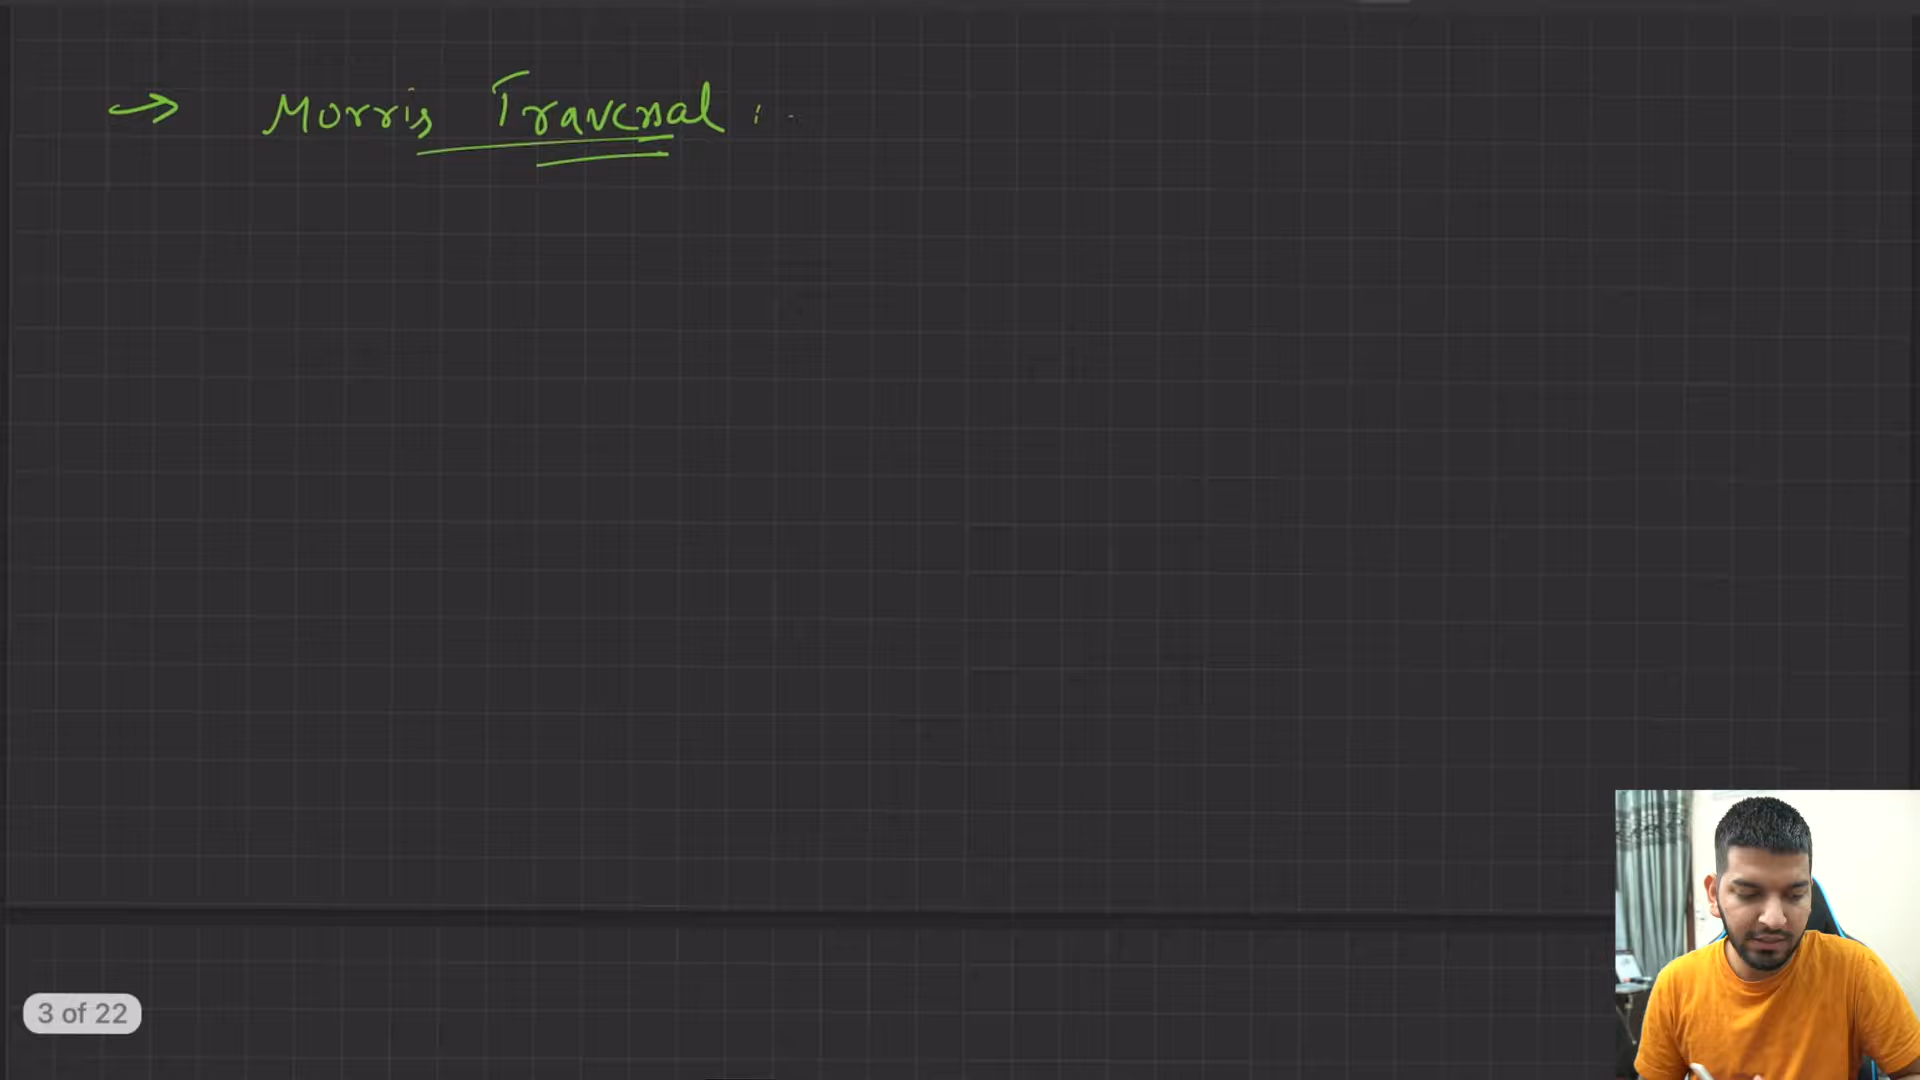 → Morris Traversal :-
3 of 22